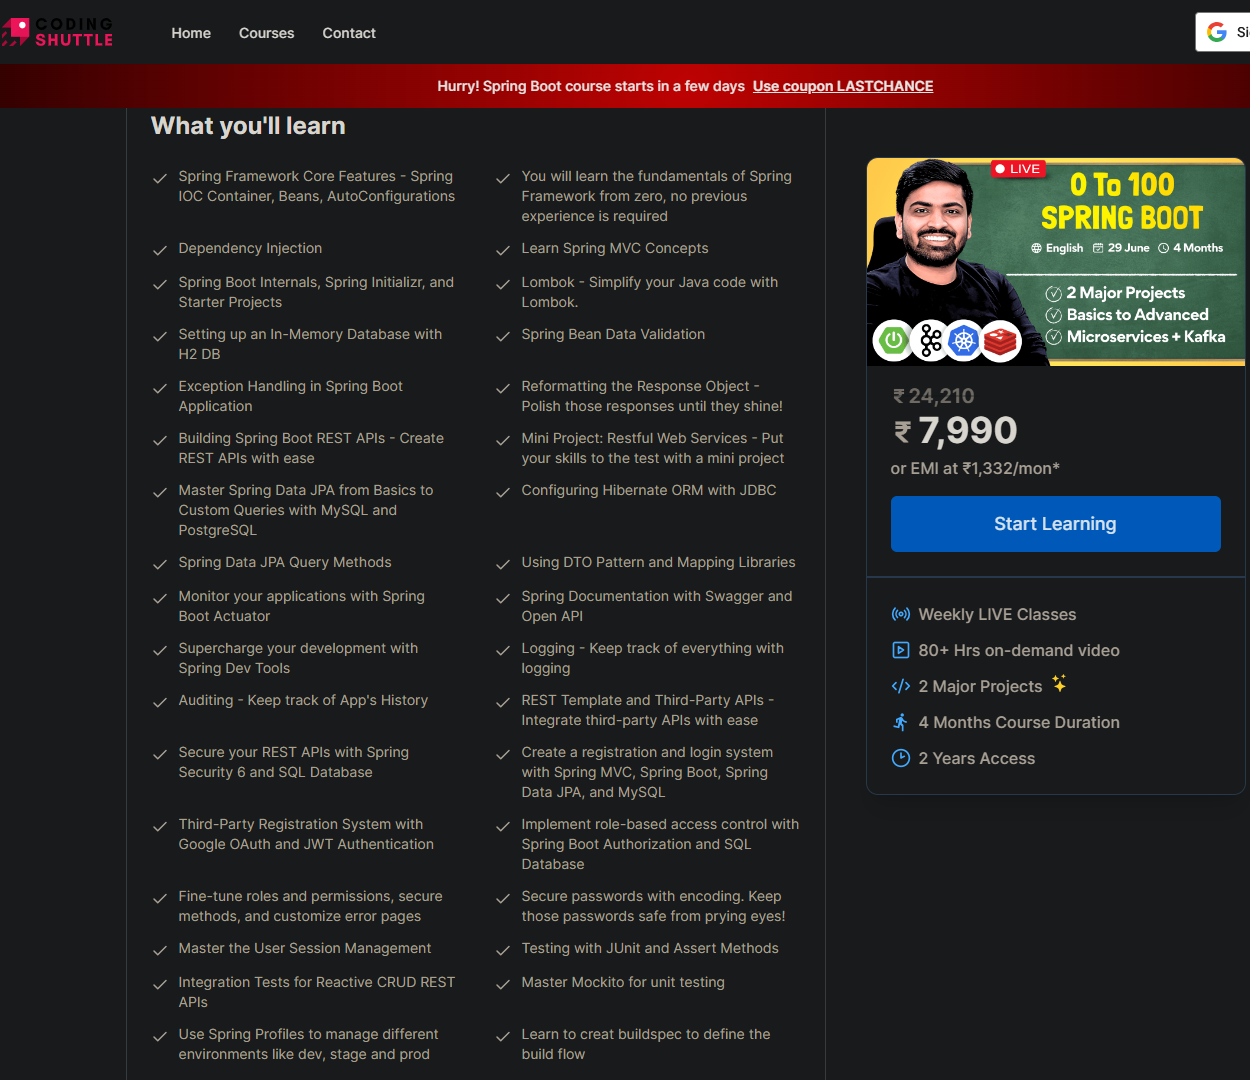 CODING
SHUTTLE
Home
Courses
Contact
Hurry! Spring Boot course starts in a few days Use coupon LASTCHANCE
What you'll learn
Spring Framework Core Features - Spring
IOC Container, Beans, AutoConfigurations
You will learn the fundamentals of Spring
Framework from zero, no previous
experience is required
Dependency Injection
Learn Spring MVC Concepts
Spring Boot Internals, Spring Initializr, and
Starter Projects
Lombok - Simplify your Java code with
Lombok.
Setting up an In-Memory Database with
H2 DB
Spring Bean Data Validation
Exception Handling in Spring Boot
Application
Reformatting the Response Object -
Polish those responses until they shine!
Building Spring Boot REST APIs - Create
REST APIs with ease
Mini Project: Restful Web Services - Put
your skills to the test with a mini project
Master Spring Data JPA from Basics to
Custom Queries with MySQL and
PostgreSQL
Configuring Hibernate ORM with JDBC
Spring Data JPA Query Methods
Using DTO Pattern and Mapping Libraries
Monitor your applications with Spring
Boot Actuator
Spring Documentation with Swagger and
Open API
Supercharge your development with
Spring Dev Tools
Logging - Keep track of everything with
logging
Auditing - Keep track of App's History
REST Template and Third-Party APIs -
Integrate third-party APIs with ease
Secure your REST APIs with Spring
Security 6 and SQL Database
Create a registration and login system
with Spring MVC, Spring Boot, Spring
Data JPA, and MySQL
Third-Party Registration System with
Google OAuth and JWT Authentication
Implement role-based access control with
Spring Boot Authorization and SQL
Database
Fine-tune roles and permissions, secure
methods, and customize error pages
Secure passwords with encoding. Keep
those passwords safe from prying eyes!
Master the User Session Management
Testing with JUnit and Assert Methods
Integration Tests for Reactive CRUD REST
APIs
Master Mockito for unit testing
Use Spring Profiles to manage different
environments like dev, stage and prod
Learn to creat buildspec to define the
build flow
LIVE
0 To 100
SPRING BOOT
English 29 June 4 Months
2 Major Projects
Basics to Advanced
Microservices + Kafka
₹ 24,210
₹ 7,990
or EMI at ₹1,332/mon*
Start Learning
Weekly LIVE Classes
80+ Hrs on-demand video
2 Major Projects
4 Months Course Duration
2 Years Access